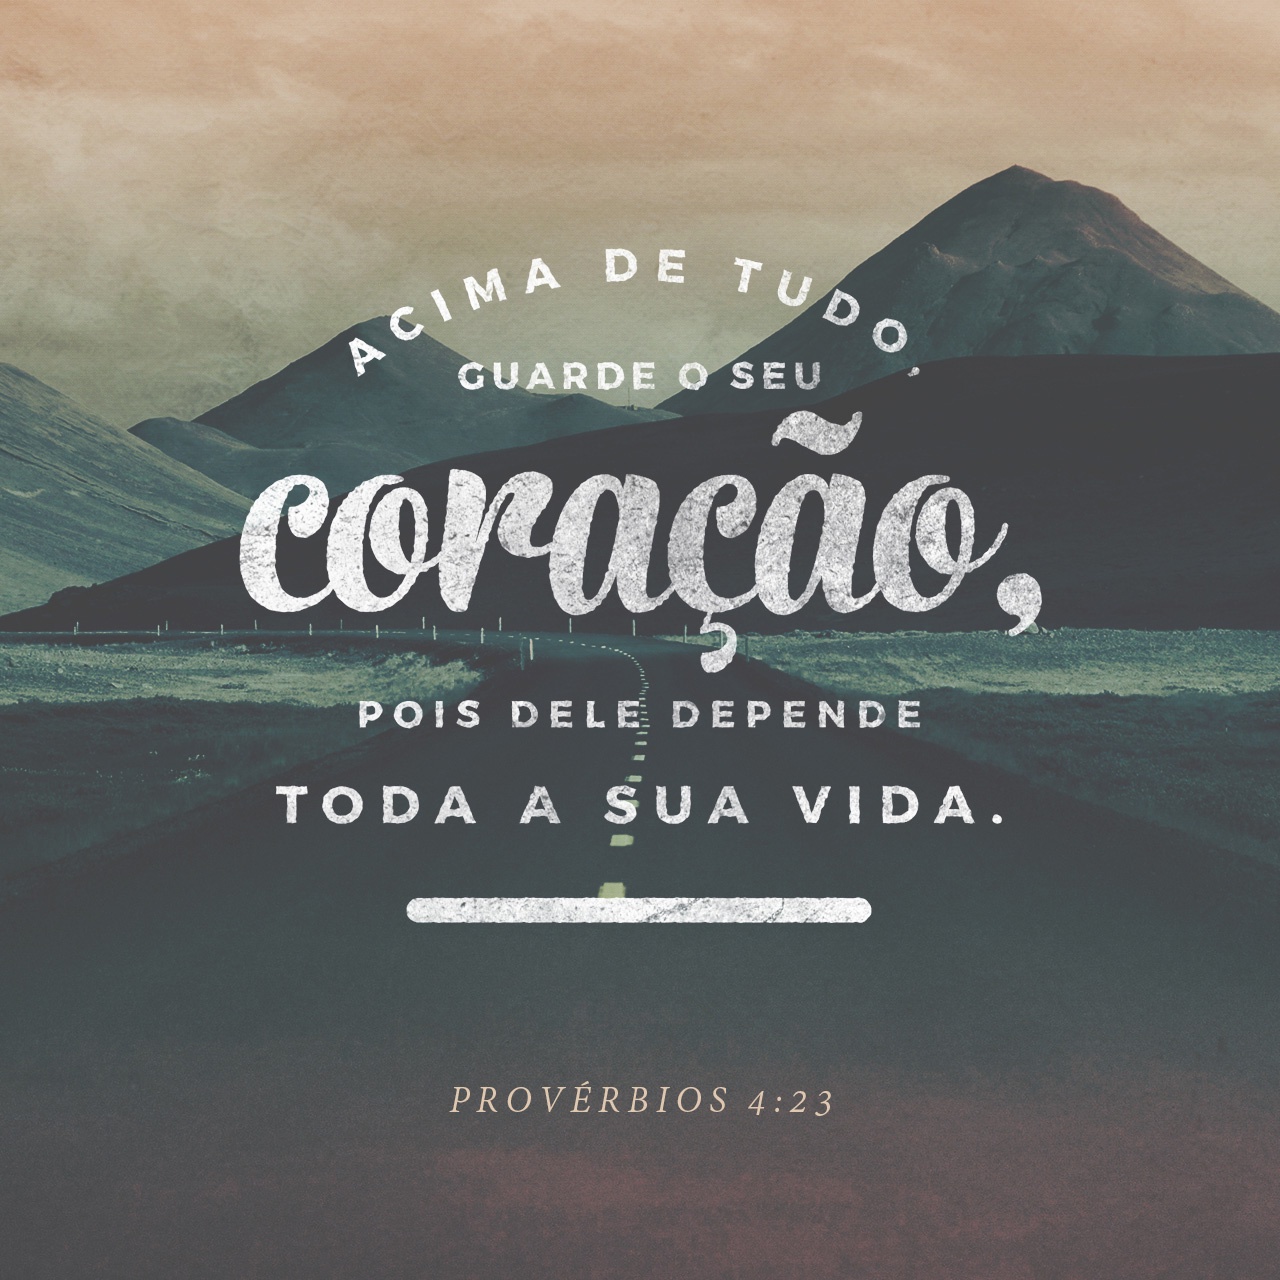 ACIMA DE TUDO,
GUARDE O SEU
coração,
POIS DELE DEPENDE
TODA A SUA VIDA.
PROVÉRBIOS 4:23